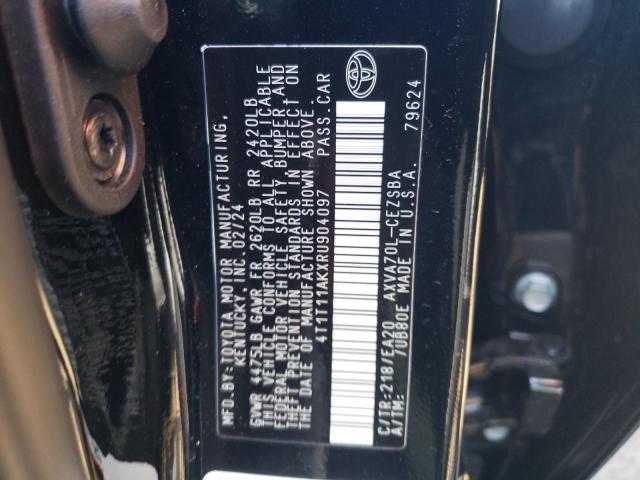 MFD.BY:TOYOTA MOTOR MANUFACTURING,
KENTUCKY, INC. 02/24
GVWR 4475LB GAWR FR 2620LB RR 2420LB
THIS VEHICLE CONFORMS TO ALL APPLICABLE
FEDERAL MOTOR VEHICLE SAFETY, BUMPER, AND
THEFT PREVENTION STANDARDS IN EFFECT ON
THE DATE OF MANUFACTURE SHOWN ABOVE.
4T1T11AKXRU904097 PASS.CAR
C/TR:218/EA20 AXVA70L-CEZSBA
A/TM: 7UB80E MADE IN U.S.A. 79624